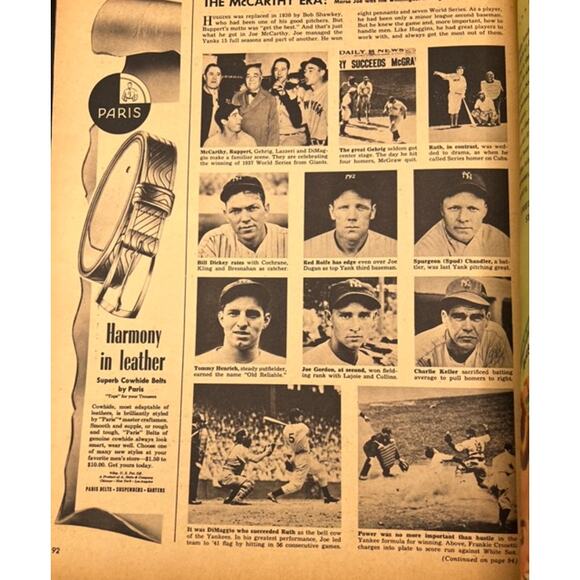 THE McCARTHY ERA:
HUGGINS was replaced in 1930 by Bob Shawkey,
who had been one of his good pitchers. But
Ruppert's motto was "get the best." And that's just
what he got in Joe McCarthy. Joe managed the
Yanks 15 full seasons and part of another. He won
eight pennants and seven World Series. As a player,
he had been only a minor league second baseman.
But he knew the game and, more important, how to
handle men. Like Huggins, he had great players to
work with, and always got the most out of them.
PARIS
DAILY NEWS
RY SUCCEEDS McGRA
McCarthy, Ruppert, Gehrig, Lazzeri and DiMag-
gio make a familiar scene. They are celebrating
the winning of 1937 World Series from Giants.
The great Gehrig seldom got
center stage. The day he hit
four homers, McGraw quit.
Ruth, in contrast, was wed-
ded to drama, as when he
called Series homer on Cubs.
Bill Dickey rates with Cochrane,
Kling and Bresnahan as catcher.
Red Rolfe has edge even over Joe
Dugan as top Yank third baseman.
Spurgeon (Spud) Chandler, a bat-
tler, was last Yank pitching great.
Tommy Henrich, steady outfielder,
earned the name "Old Reliable."
Joe Gordon, at second, won field-
ing rank with Lajoie and Collins.
Charlie Keller sacrificed batting
average to pull homers to right.
5
It was DiMaggio who succeeded Ruth as the bell cow
of the Yankees. In his greatest performance, Joe led
team to '41 flag by hitting in 56 consecutive games.
Power was no more important than hustle in the
Yankee formula for winning. Above, Frankie Crosetti
charges into plate to score run against White Sox.
(Continued on page 94)
Harmony
in leather
Superb Cowhide Belts
by Paris
"Tops" for your Trousers
Cowhide, most adaptable of
leathers, is brilliantly styled
by "Paris" master craftsmen.
Smooth and supple, or rough
and tough, "Paris" Belts of
genuine cowhide always look
smart, wear well. Choose one
of many new styles at your
favorite men's store—$1.50 to
$10.00. Get yours today.
A Product of A. Stein & Company
Chicago • New York • Los Angeles
PARIS BELTS • SUSPENDERS • GARTERS
92